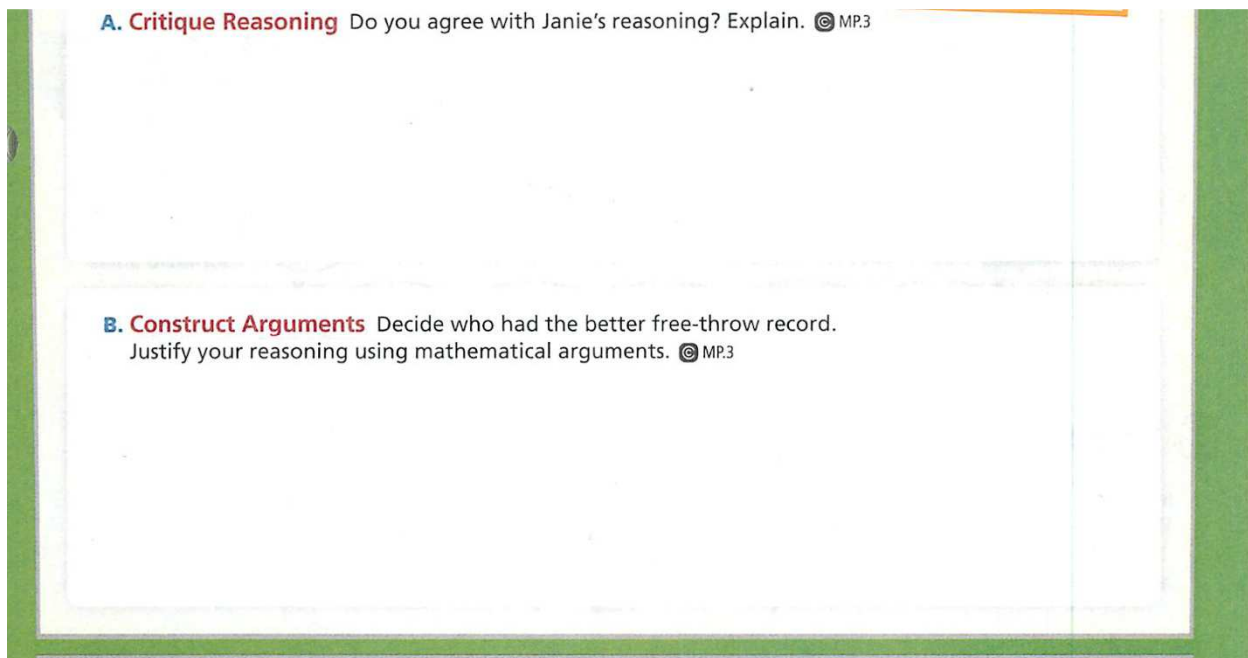 A. Critique Reasoning Do you agree with Janie's reasoning? Explain. © MP.3
B. Construct Arguments Decide who had the better free-throw record.
Justify your reasoning using mathematical arguments. © MP.3